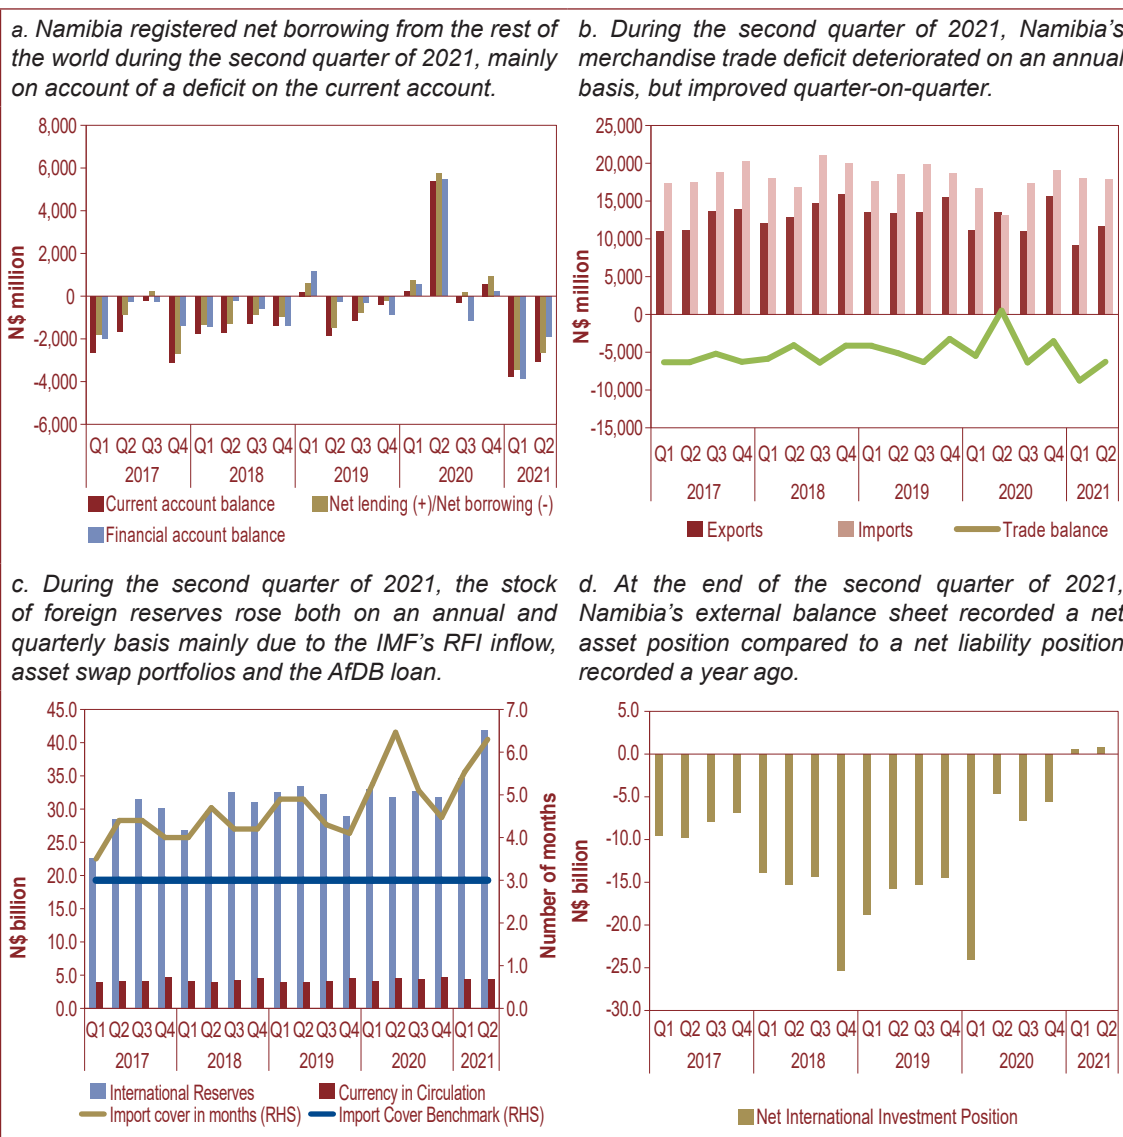 a. Namibia registered net borrowing from the rest of
the world during the second quarter of 2021, mainly
on account of a deficit on the current account.
8,000
6,000
4,000
2,000
0
-2,000
-4,000
-6,000
N$ million
Q1 Q2 Q3 Q4 Q1 Q2 Q3 Q4 Q1 Q2 Q3 Q4 Q1 Q2 Q3 Q4 Q1 Q2
2017 2018 2019 2020 2021
Current account balance Net lending (+)/Net borrowing (-)
Financial account balance
b. During the second quarter of 2021, Namibia's
merchandise trade deficit deteriorated on an annual
basis, but improved quarter-on-quarter.
25,000
20,000
15,000
10,000
5,000
0
-5,000
-10,000
-15,000
N$ million
Q1 Q2 Q3 Q4 Q1 Q2 Q3 Q4 Q1 Q2 Q3 Q4 Q1 Q2 Q3 Q4 Q1 Q2
2017 2018 2019 2020 2021
Exports Imports Trade balance
c. During the second quarter of 2021, the stock
of foreign reserves rose both on an annual and
quarterly basis mainly due to the IMF's RFI inflow,
asset swap portfolios and the AfDB loan.
45.0
40.0
35.0
30.0
25.0
20.0
15.0
10.0
5.0
0.0
N$ billion
7.0
6.0
5.0
4.0
3.0
2.0
1.0
0.0
Number of months
Q1 Q2 Q3 Q4 Q1 Q2 Q3 Q4 Q1 Q2 Q3 Q4 Q1 Q2 Q3 Q4 Q1 Q2
2017 2018 2019 2020 2021
International Reserves Currency in Circulation
Import cover in months (RHS) Import Cover Benchmark (RHS)
d. At the end of the second quarter of 2021,
Namibia's external balance sheet recorded a net
asset position compared to a net liability position
recorded a year ago.
5.0
0.0
-5.0
-10.0
-15.0
-20.0
-25.0
-30.0
N$ billion
Q1 Q2 Q3 Q4 Q1 Q2 Q3 Q4 Q1 Q2 Q3 Q4 Q1 Q2 Q3 Q4 Q1 Q2
2017 2018 2019 2020 2021
Net International Investment Position